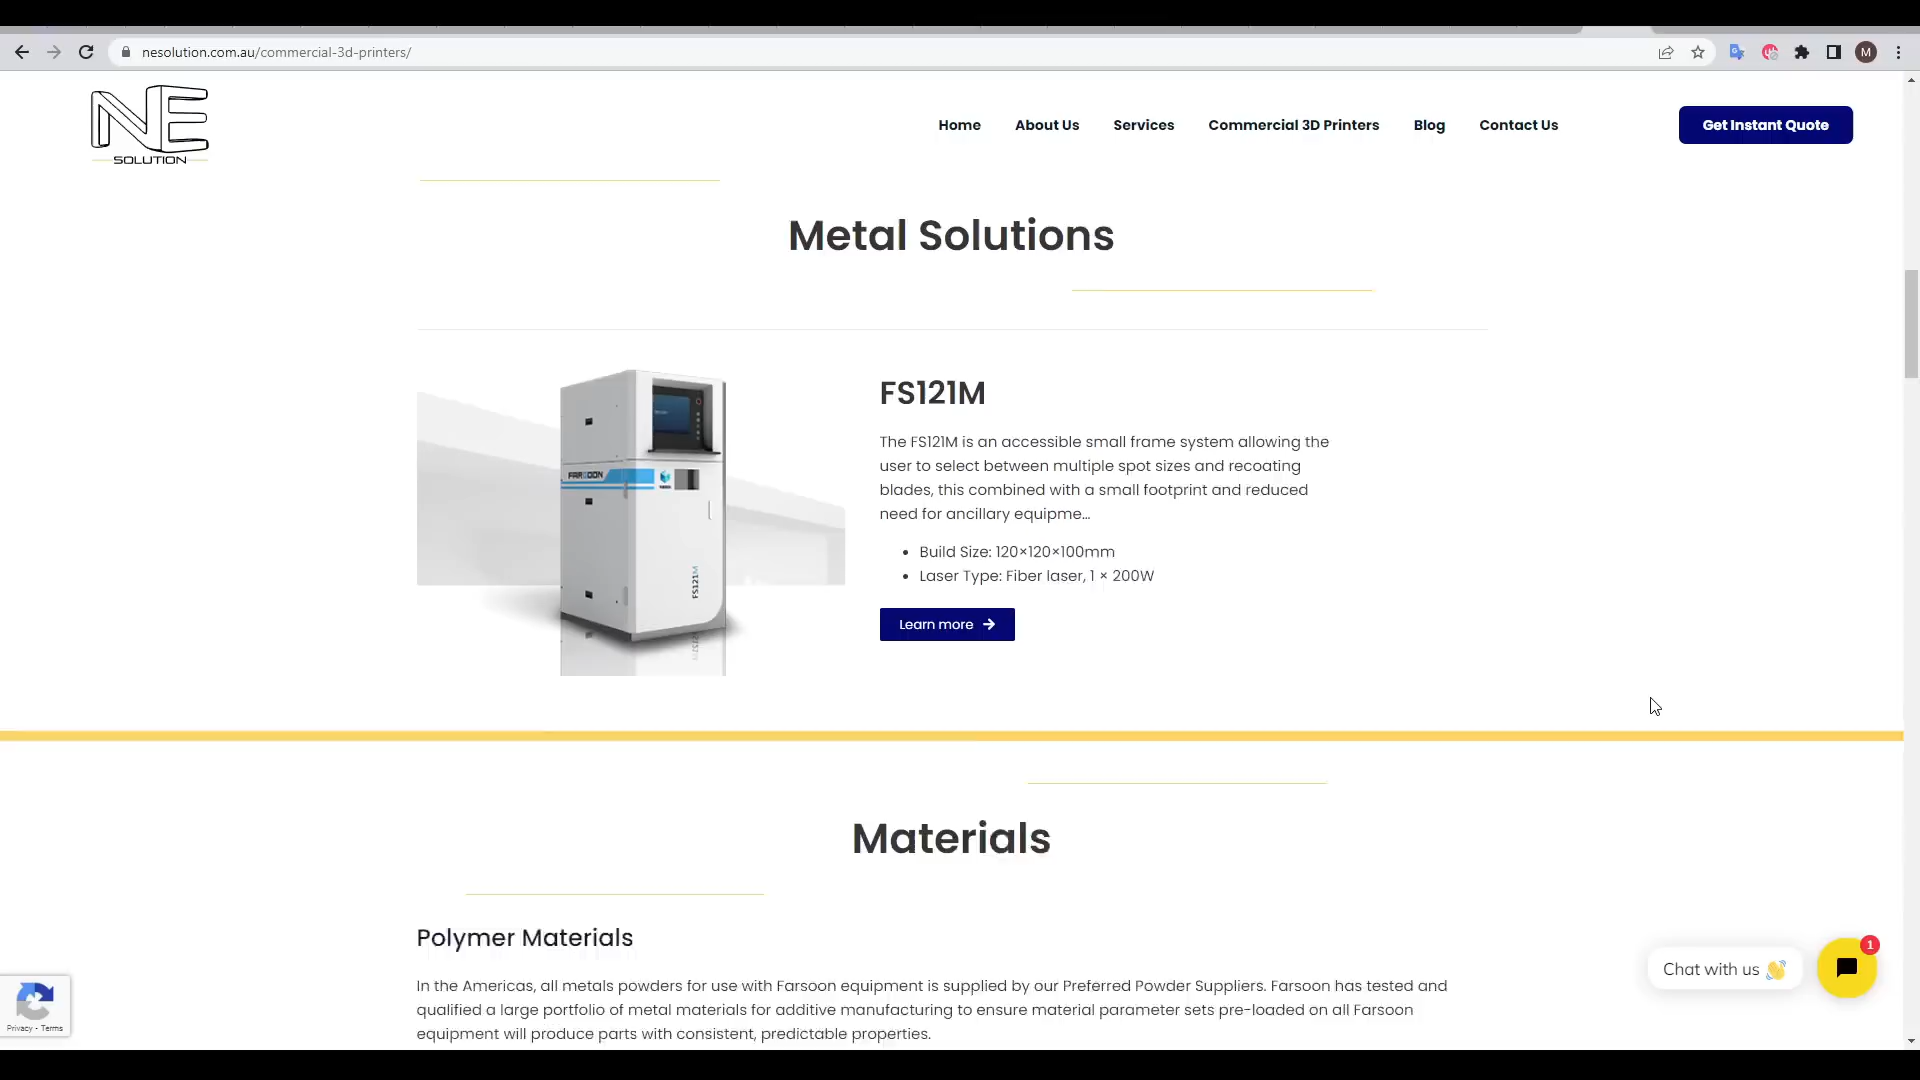 nesolution.com.au/commercial-3d-printers/
M
NE
SOLUTION
Home
About Us
Services
Commercial 3D Printers
Blog
Contact Us
Get Instant Quote
Metal Solutions
FARSOON
FS121M
FS121M
The FS121M is an accessible small frame system allowing the
user to select between multiple spot sizes and recoating
blades, this combined with a small footprint and reduced
need for ancillary equipme...
• Build Size: 120×120×100mm
• Laser Type: Fiber laser, 1 × 200W
Learn more
Materials
Polymer Materials
In the Americas, all metals powders for use with Farsoon equipment is supplied by our Preferred Powder Suppliers. Farsoon has tested and
qualified a large portfolio of metal materials for additive manufacturing to ensure material parameter sets pre-loaded on all Farsoon
equipment will produce parts with consistent, predictable properties.
Chat with us 👋
1
Privacy - Terms